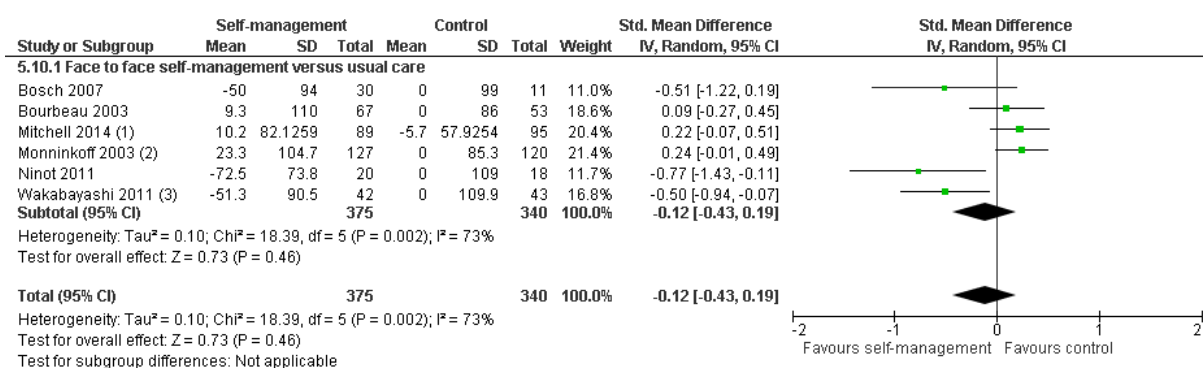 Self-management Control Std. Mean Difference Std. Mean Difference
Study or Subgroup Mean SD Total Mean SD Total Weight IV, Random, 95% CI IV, Random, 95% CI
5.10.1 Face to face self-management versus usual care
Bosch 2007 -50 94 30 0 99 11 11.0% -0.51 [-1.22, 0.19]
Bourbeau 2003 9.3 110 67 0 86 53 18.6% 0.09 [-0.27, 0.45]
Mitchell 2014 (1) 10.2 82.1259 89 -5.7 57.9254 95 20.4% 0.22 [-0.07, 0.51]
Monninkoff 2003 (2) 23.3 104.7 127 0 85.3 120 21.4% 0.24 [-0.01, 0.49]
Ninot 2011 -72.5 73.8 20 0 109 18 11.7% -0.77 [-1.43, -0.11]
Wakabayashi 2011 (3) -51.3 90.5 42 0 109.9 43 16.8% -0.50 [-0.94, -0.07]
Subtotal (95% CI) 375 340 100.0% -0.12 [-0.43, 0.19]
Heterogeneity: Tau² = 0.10; Chi² = 18.39, df = 5 (P = 0.002); I² = 73%
Test for overall effect: Z = 0.73 (P = 0.46)
Total (95% CI) 375 340 100.0% -0.12 [-0.43, 0.19]
Heterogeneity: Tau² = 0.10; Chi² = 18.39, df = 5 (P = 0.002); I² = 73%
Test for overall effect: Z = 0.73 (P = 0.46)
Test for subgroup differences: Not applicable
-2 -1 0 1 2
Favours self-management Favours control